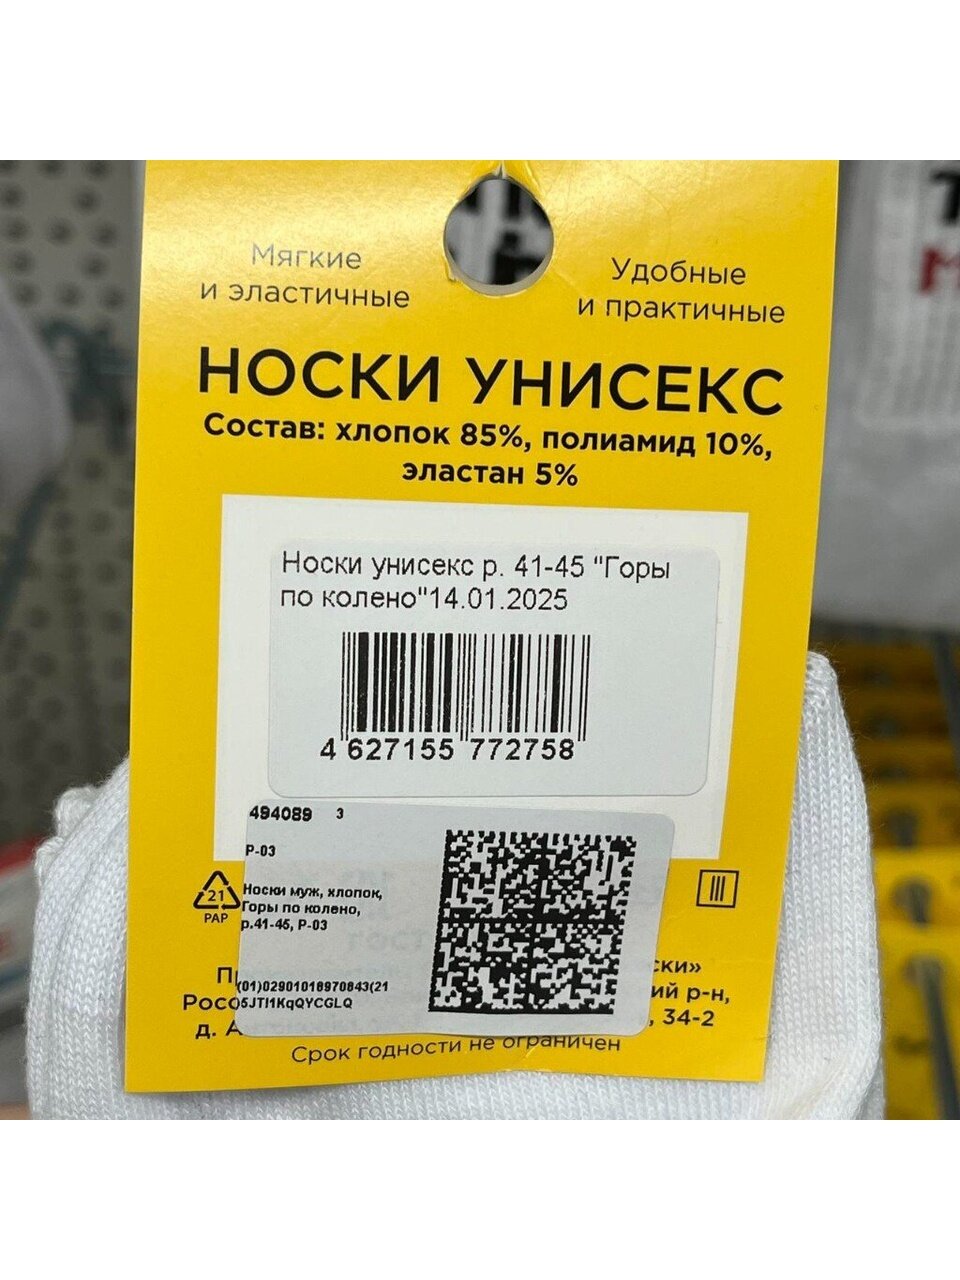 Мягкие
и эластичные
Удобные
и практичные
НОСКИ УНИСЕКС
Состав: хлопок 85%, полиамид 10%,
эластан 5%
Носки унисекс р. 41-45 "Горы
по колено"14.01.2025
4 627155 772758
494089 3
Р-03
Носки муж, хлопок,
Горы по колено,
р.41-45, Р-03
21
PAP
(01)02901018970843(21
)5JTI1KqQYCGLQ
ски»
ий р-н,
34-2
д.
Срок годности не ограничен